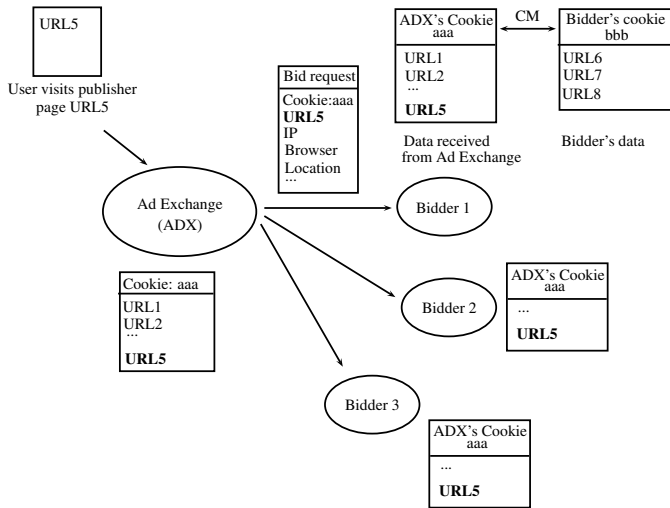 URL5
User visits publisher
page URL5
Bid request
Cookie:aaa
URL5
IP
Browser
Location
...
ADX's Cookie
aaa
URL1
URL2
...
URL5
Data received
from Ad Exchange
CM
Bidder's cookie
bbb
URL6
URL7
URL8
Bidder's data
Ad Exchange
(ADX)
Bidder 1
Cookie: aaa
URL1
URL2
...
URL5
Bidder 2
ADX's Cookie
aaa
...
URL5
Bidder 3
ADX's Cookie
aaa
...
URL5